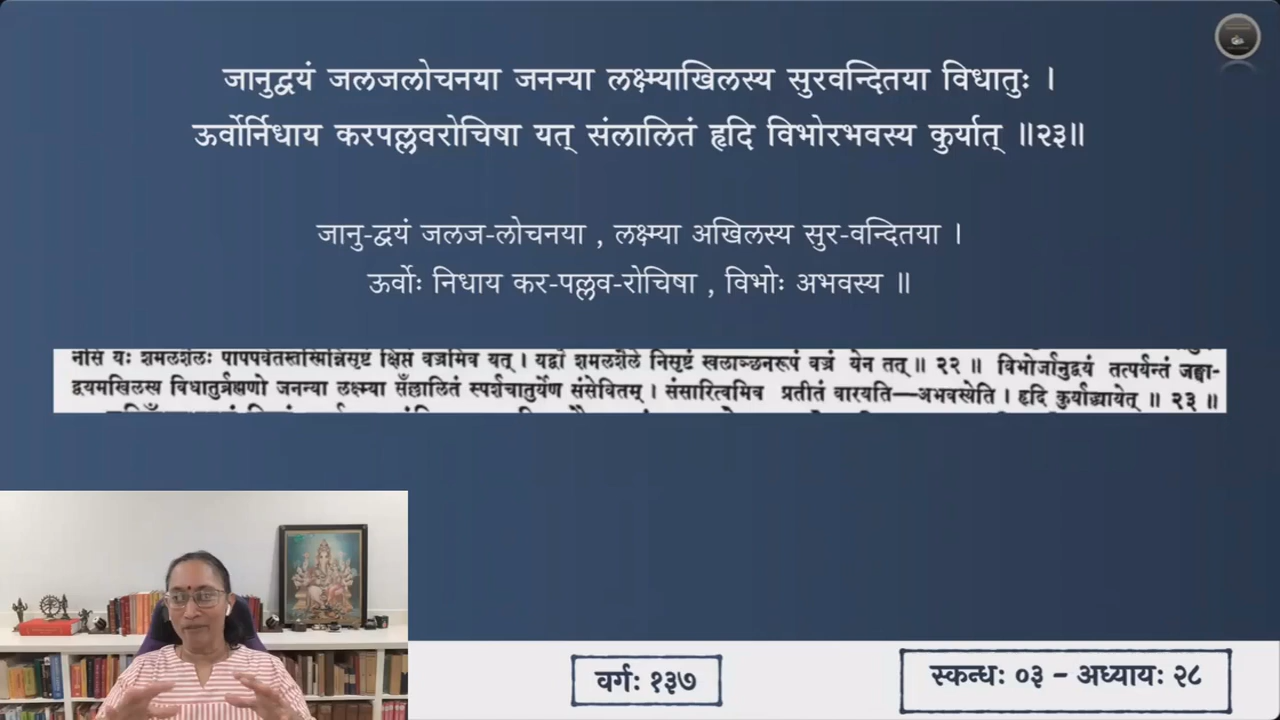 जानुद्वयं जलजलोचनया जनन्या लक्ष्म्याखिलस्य सुरवन्दितया विधातुः ।
ऊर्वोर्निधाय करपल्लवरोचिषा यत् संलालितं हृदि विभोरभवस्य कुर्यात् ॥२३॥
जानु-द्वयं जलज-लोचनया , लक्ष्म्या अखिलस्य सुर-वन्दितया ।
ऊर्वोः निधाय कर-पल्लव-रोचिषा , विभोः अभवस्य ॥
नसि यः शमलशैलः पापपर्वतस्तस्मिन्निसृष्टं क्षिप्तं वज्रमिव यत् । यद्वा शमलशैले निसृष्टं स्वलाञ्छनरूपं वज्रं येन तत् ॥ २२ ॥ विभोर्जानुद्वयं तत्पर्यन्तं जङ्घा-
द्वयमखिलस्य विधातुर्ब्रह्मणो जनन्या लक्ष्म्या सँल्लालितं स्पर्शचातुर्येण संसेवितम् । संसारित्वमिव प्रतीतं वारयति—अभवस्येति । हृदि कुर्याद्ध्यायेत् ॥ २३ ॥
वर्गः १३७
स्कन्धः ०३ – अध्यायः २८